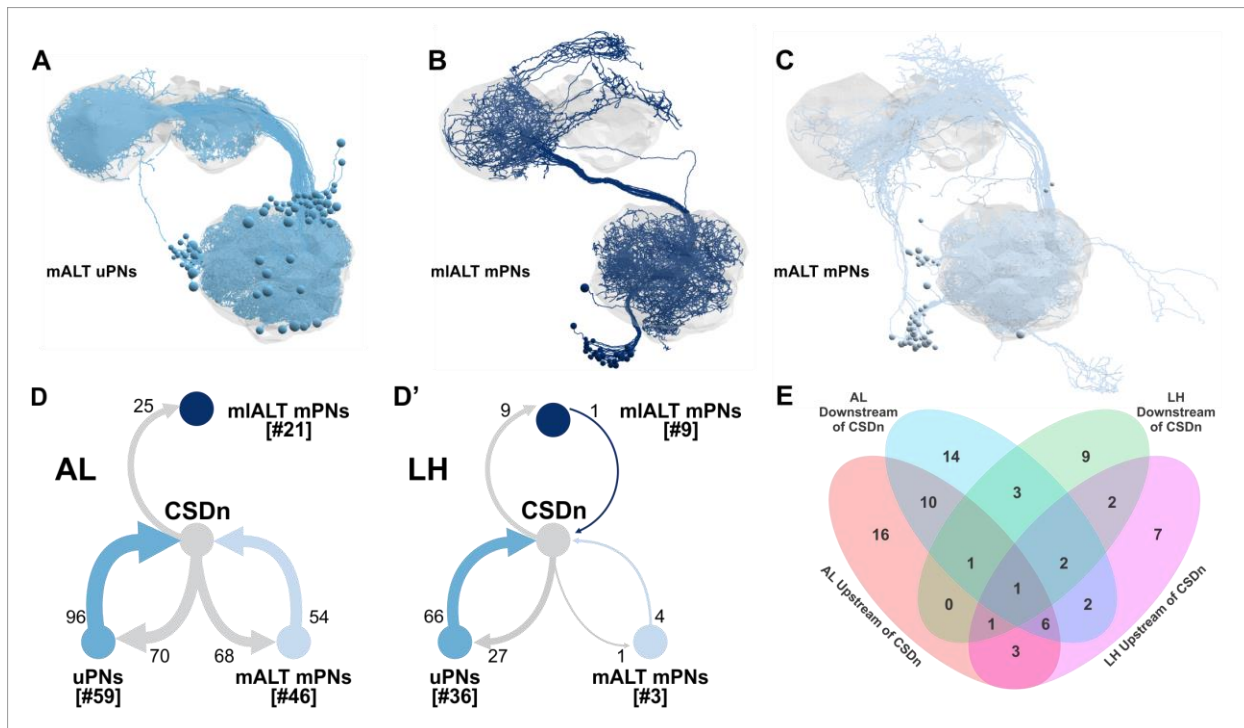 A
mALT uPNs
B
mlALT mPNs
C
mALT mPNs
D
25
mlALT mPNs
[#21]
AL
CSDn
96
70
68
54
uPNs
[#59]
mALT mPNs
[#46]
D’
9
1
mlALT mPNs
[#9]
LH
CSDn
66
27
1
4
uPNs
[#36]
mALT mPNs
[#3]
E
AL
Downstream
of CSDn
LH
Downstream
of CSDn
14
9
10
3
2
16
7
1
2
0
1
2
1
6
3
AL Upstream of CSDn
LH Upstream of CSDn